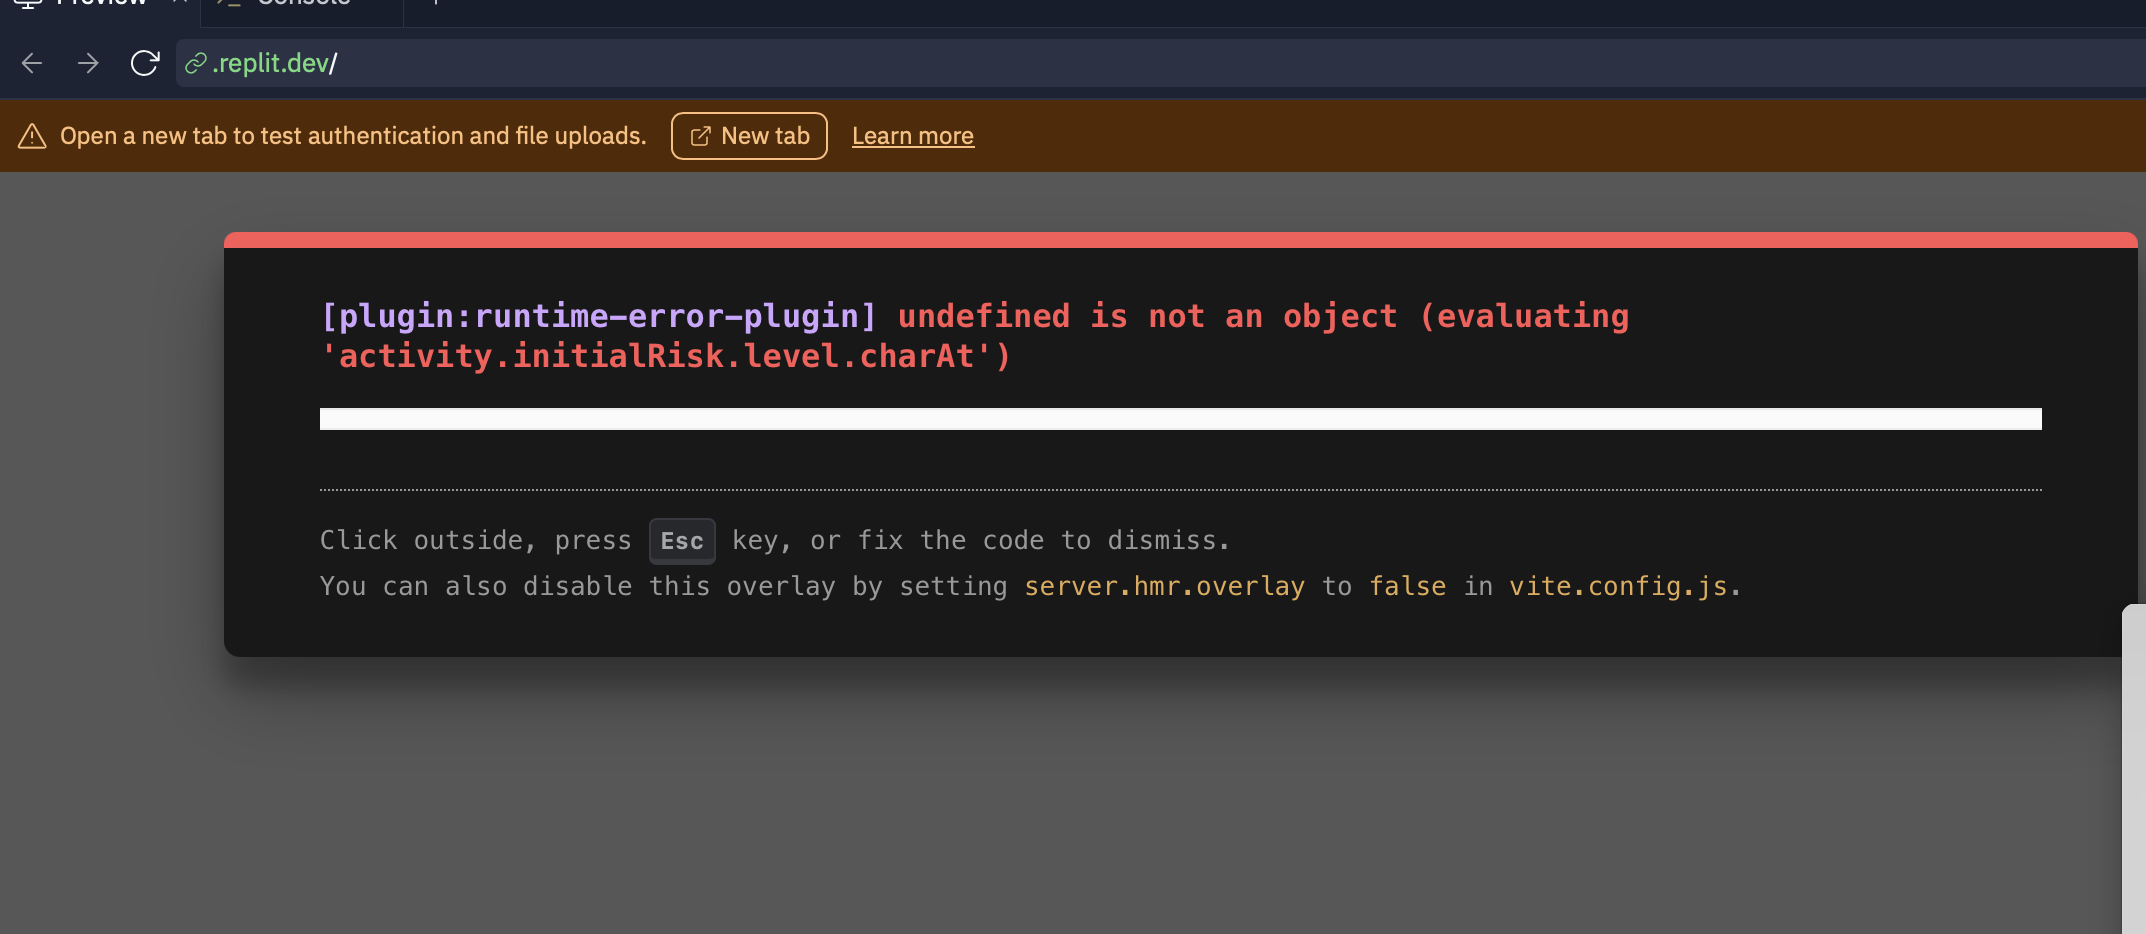 Preview
Console
.replit.dev/
Open a new tab to test authentication and file uploads. New tab Learn more
[plugin:runtime-error-plugin] undefined is not an object (evaluating
'activity.initialRisk.level.charAt')
Click outside, press Esc key, or fix the code to dismiss.
You can also disable this overlay by setting server.hmr.overlay to false in vite.config.js.